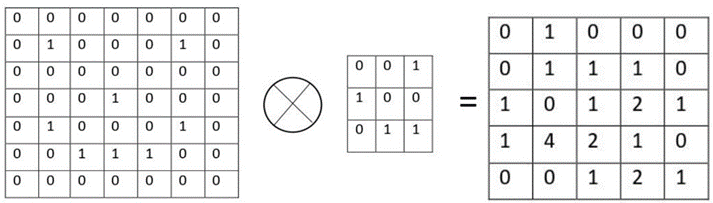 0 0 0 0 0 0 0
0 1 0 0 0 1 0
0 0 0 0 0 0 0
0 0 0 1 0 0 0
0 1 0 0 0 1 0
0 0 1 1 1 0 0
0 0 0 0 0 0 0
0 0 1
1 0 0
0 1 1
=
0 1 0 0 0
0 1 1 1 0
1 0 1 2 1
1 4 2 1 0
0 0 1 2 1